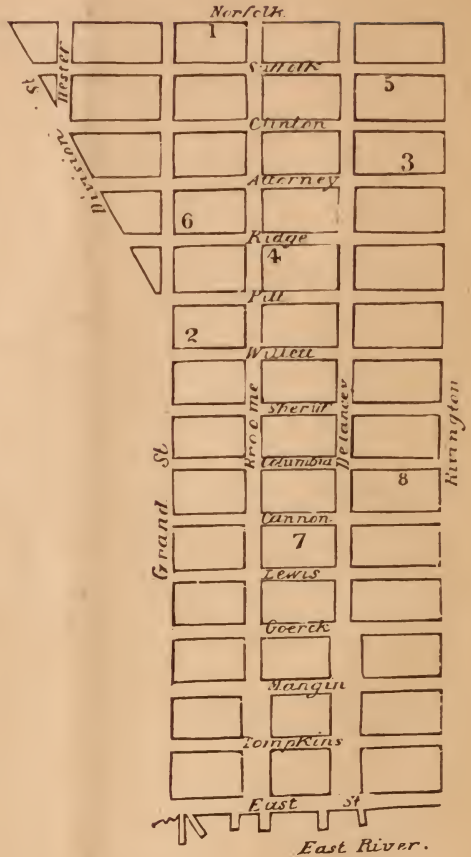 Norfolk.
1
Suffolk
Hester
St.
5
Clinton
Division
3
Attorney
6
Ridge
4
Pitt
2
Willett
Sheriff
Broome
Delancey
Rivington
St
Columbia
8
Grand
Cannon.
7
Lewis
Goerck
Mangin
Tompkins
East St
East River.